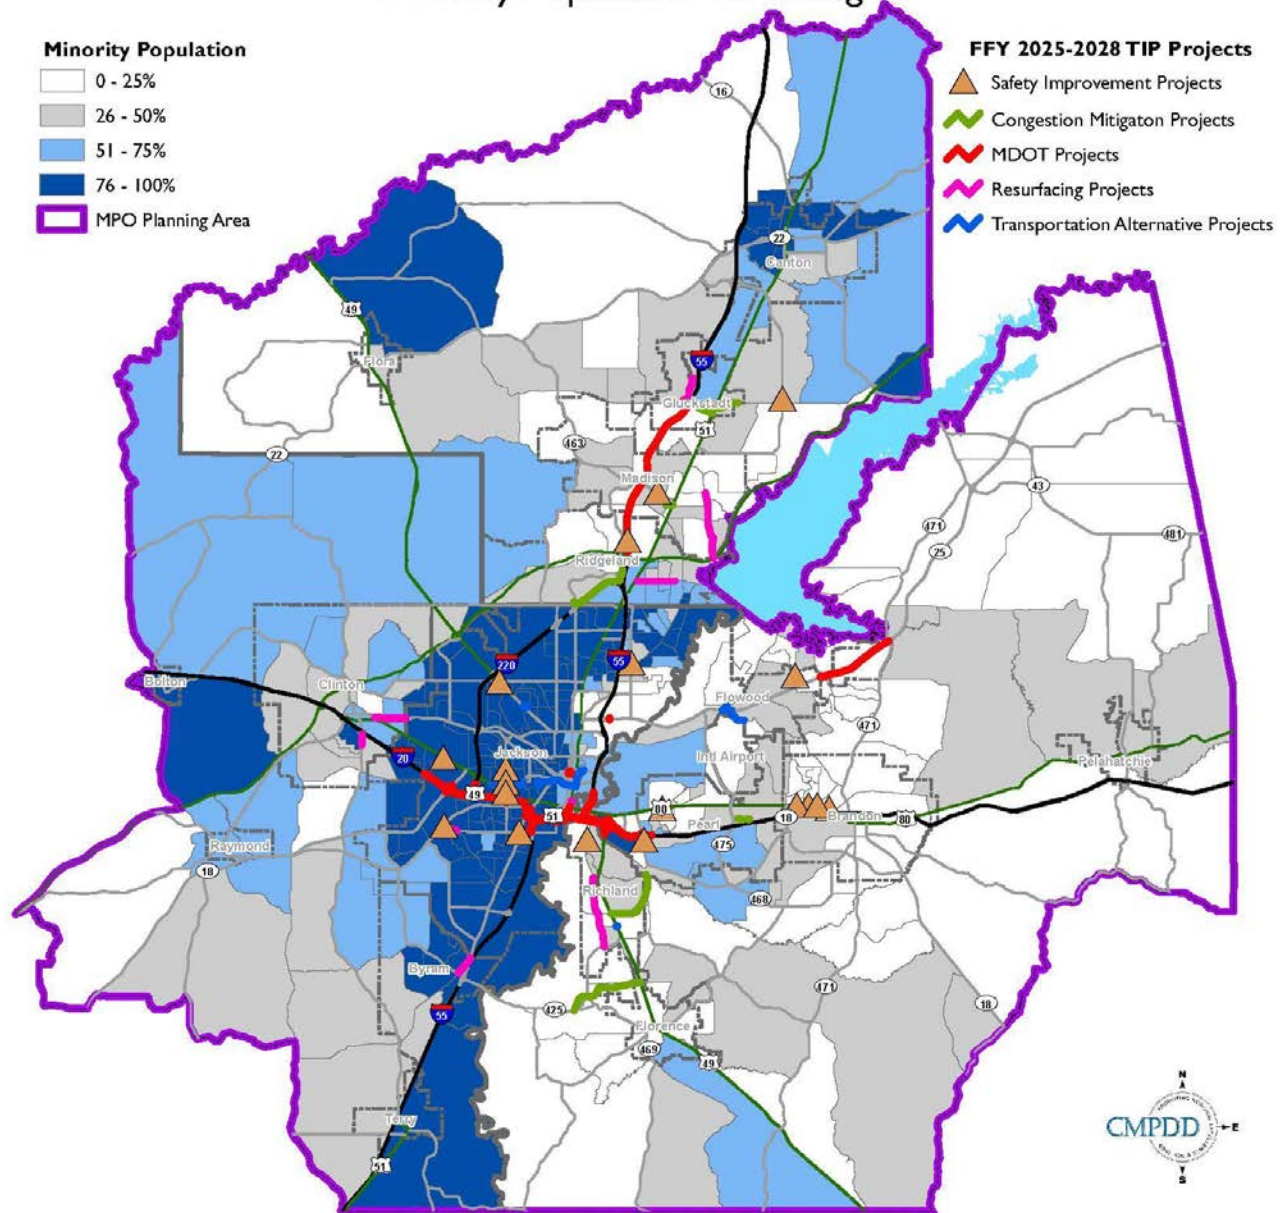 Minority Population
0 - 25%
26 - 50%
51 - 75%
76 - 100%
MPO Planning Area
FFY 2025-2028 TIP Projects
Safety Improvement Projects
Congestion Mitigaton Projects
MDOT Projects
Resurfacing Projects
Transportation Alternative Projects
16
22
Canton
49
Flora
55
Gluckstadt
51
463
22
Madison
43
471
481
25
Ridgeland
220
55
Bolton
Clinton
Flowood
471
Jackson
Intl Airport
Pelahatchie
20
49
51
80
18
Brandon
80
Pearl
475
Raymond
18
Richland
468
Byram
471
18
425
55
Florence
469
49
Terry
51
N
CMPDD
E
S